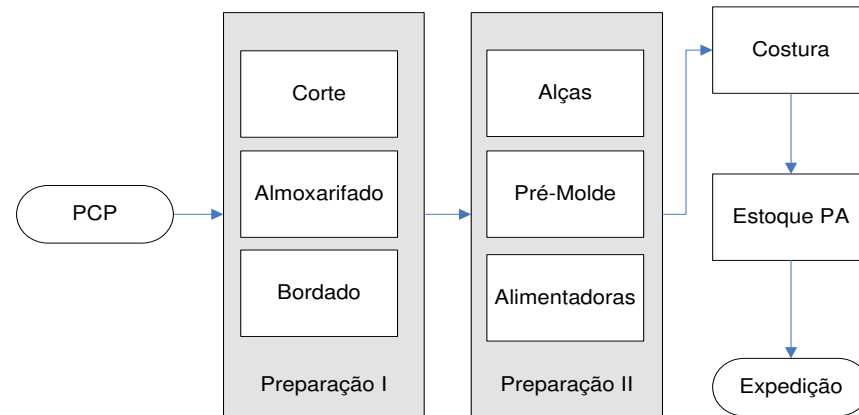 PCP
Corte
Almoxarifado
Bordado
Preparação I
Alças
Pré-Molde
Alimentadoras
Preparação II
Costura
Estoque PA
Expedição